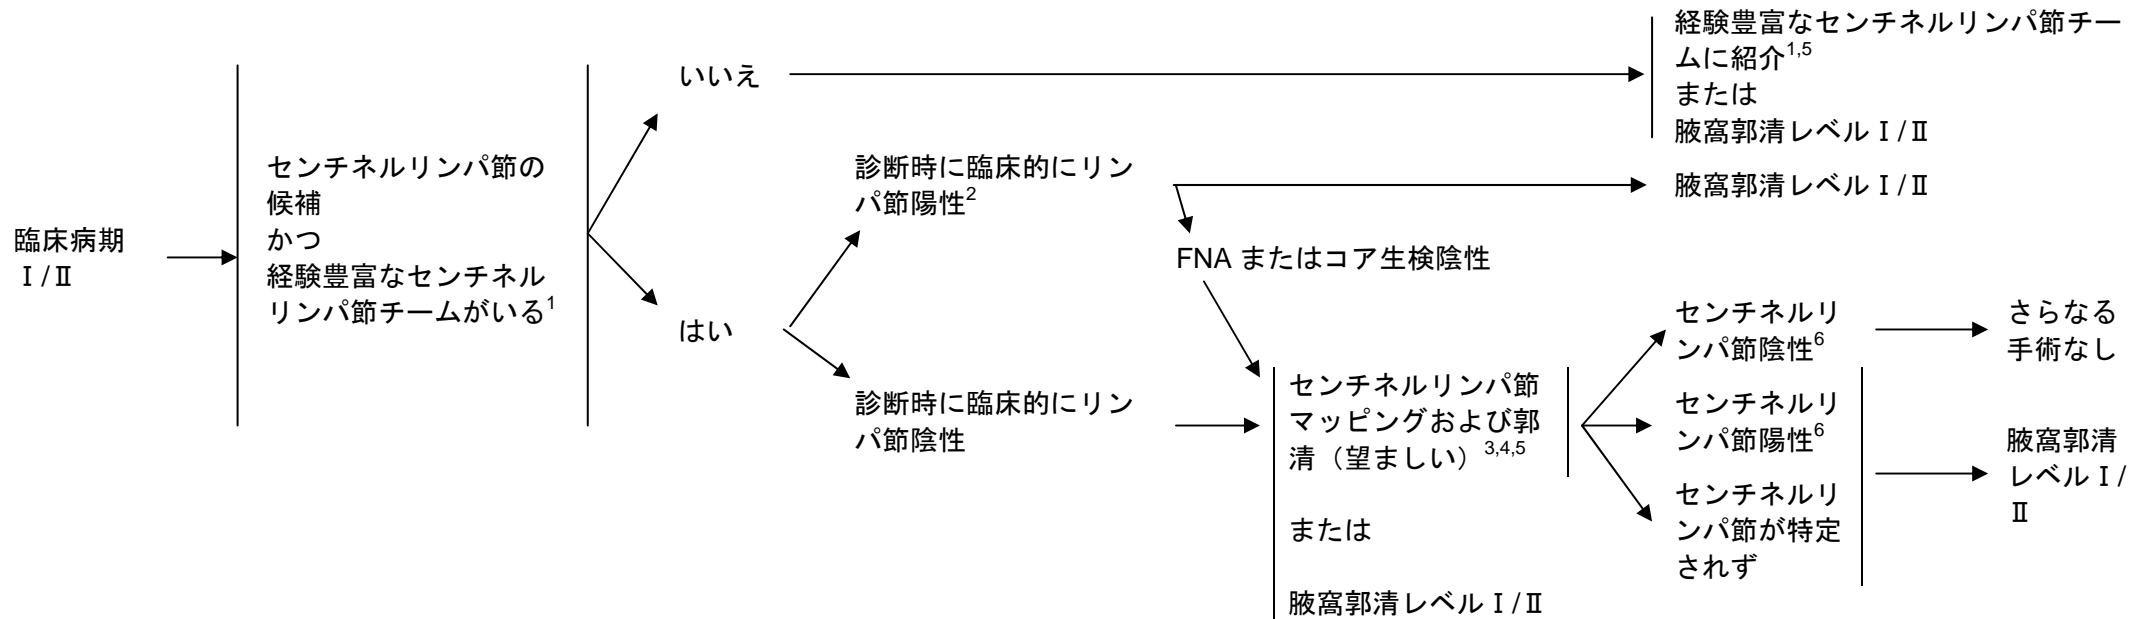 臨床病期
Ⅰ/Ⅱ
センチネルリンパ節の
候補
かつ
経験豊富なセンチネル
リンパ節チームがいる1
いいえ
はい
経験豊富なセンチネルリンパ節チー
ムに紹介1,5
または
腋窩郭清レベルⅠ/Ⅱ
診断時に臨床的にリン
パ節陽性2
腋窩郭清レベルⅠ/Ⅱ
FNA またはコア生検陰性
診断時に臨床的にリン
パ節陰性
センチネルリンパ節
マッピングおよび郭
清（望ましい）3,4,5
または
腋窩郭清レベルⅠ/Ⅱ
センチネルリ
ンパ節陰性6
さらなる
手術なし
センチネルリ
ンパ節陽性6
センチネルリ
ンパ節が特定
されず
腋窩郭清
レベルⅠ/
Ⅱ